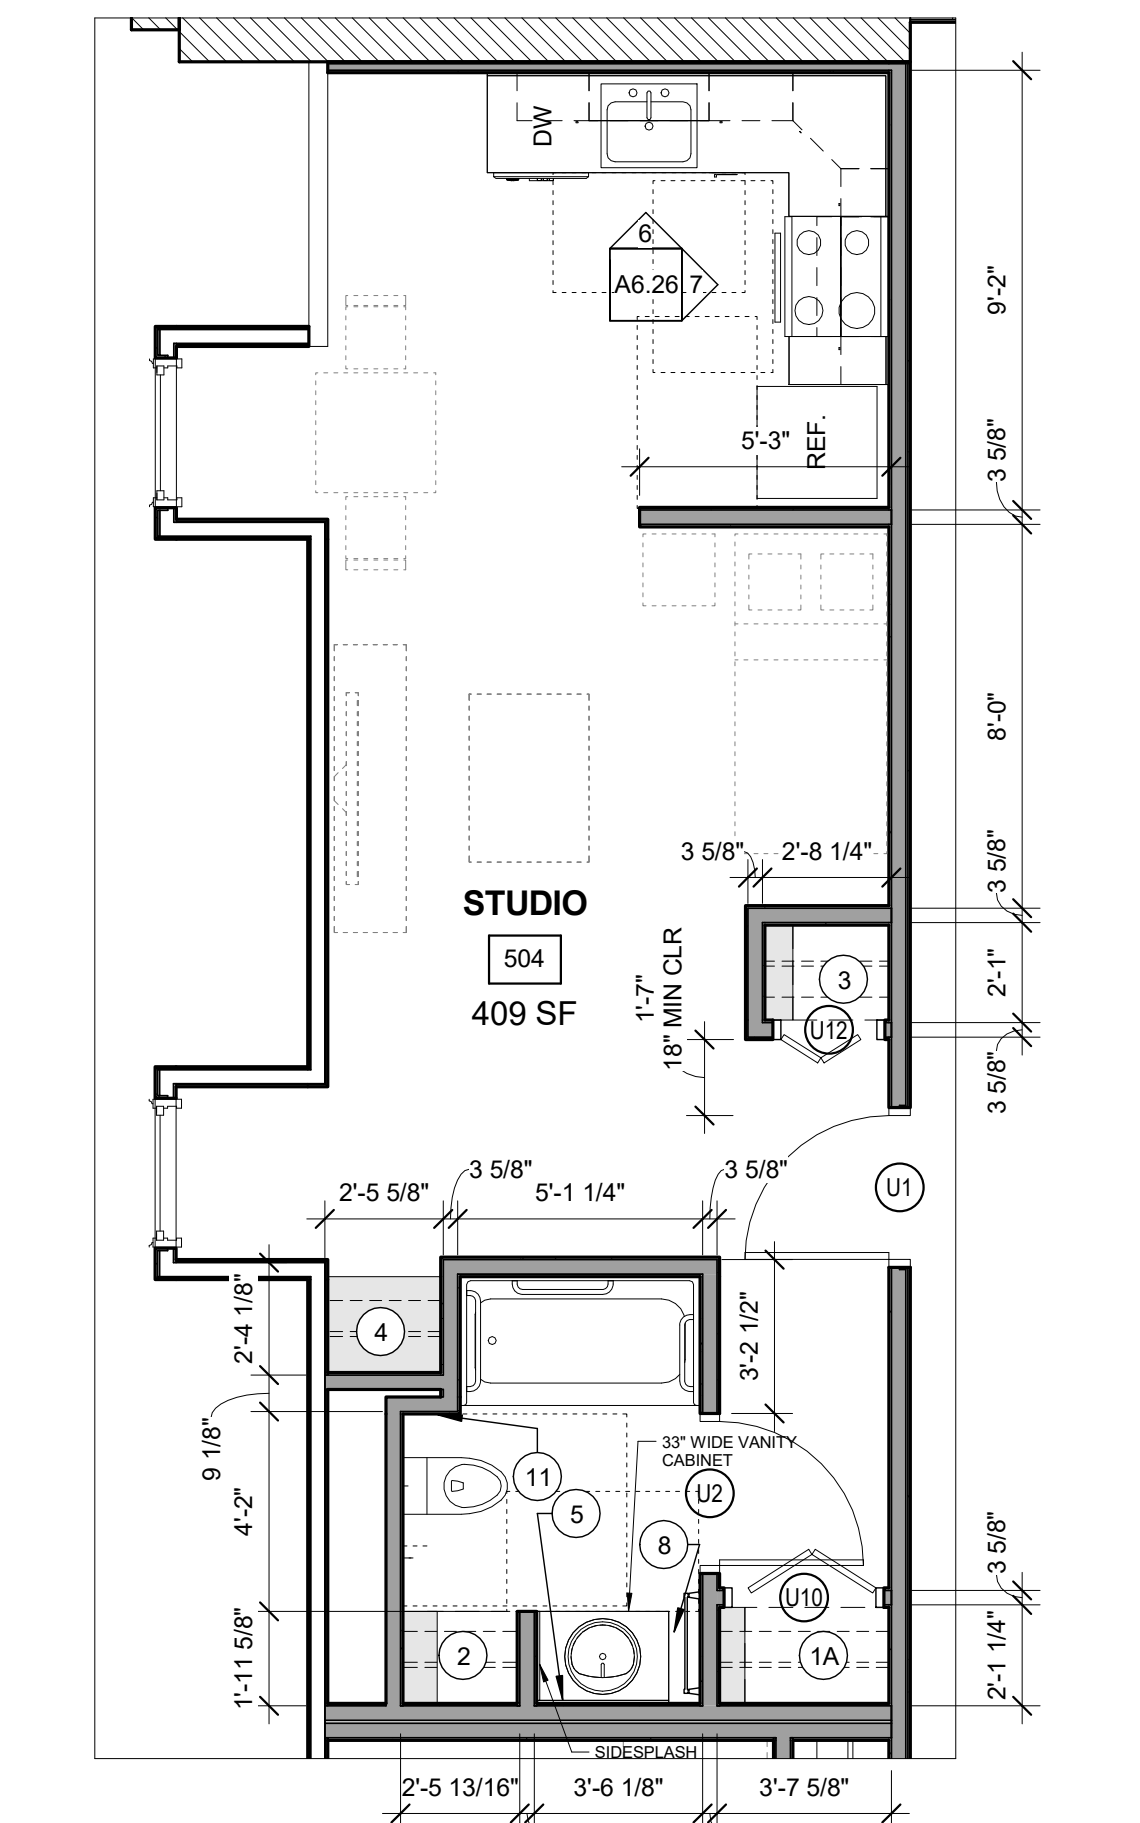 DW
6
A6.26 7
9'-2"
5'-3"
REF.
3 5/8"
8'-0"
3 5/8" 2'-8 1/4"
3 5/8"
STUDIO
504
409 SF
1'-7"
18" MIN CLR
3
U12
2'-1"
3 5/8"
3 5/8" 3 5/8"
2'-5 5/8" 5'-1 1/4"
U1
2'-4 1/8"
4
3'-2 1/2"
9 1/8"
33" WIDE VANITY
CABINET
11
U2
5
4'-2"
8
3 5/8"
U10
1'-11 5/8"
2
1A
2'-1 1/4"
SIDESPLASH
2'-5 13/16" 3'-6 1/8" 3'-7 5/8"